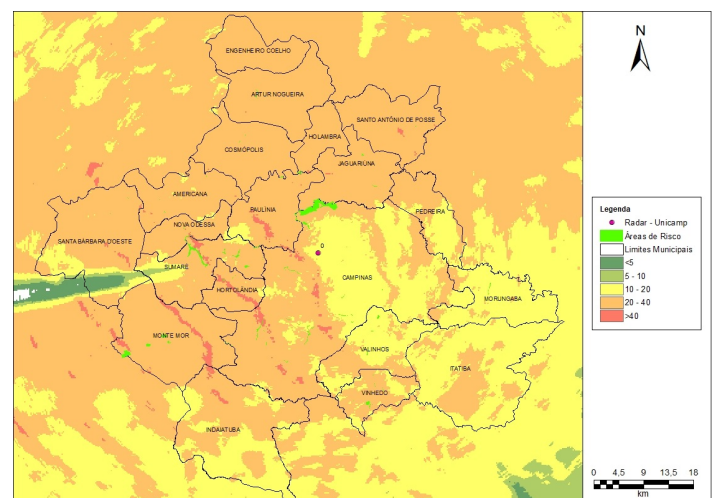 N
ENGENHEIRO COELHO
ARTUR NOGUEIRA
SANTO ANTÔNIO DE POSSE
HOLAMBRA
COSMÓPOLIS
JAGUARIÚNA
AMERICANA
PAULÍNIA
PEDREIRA
NOVA ODESSA
SANTA BÁRBARA D'OESTE
SUMARÉ
CAMPINAS
HORTOLÂNDIA
MORUNGABA
MONTE MOR
VALINHOS
ITATIBA
VINHEDO
INDAIATUBA
Legenda
Radar - Unicamp
Áreas de Risco
Limites Municipais
<5
5 - 10
10 - 20
20 - 40
>40
0 4,5 9 13,5 18
km